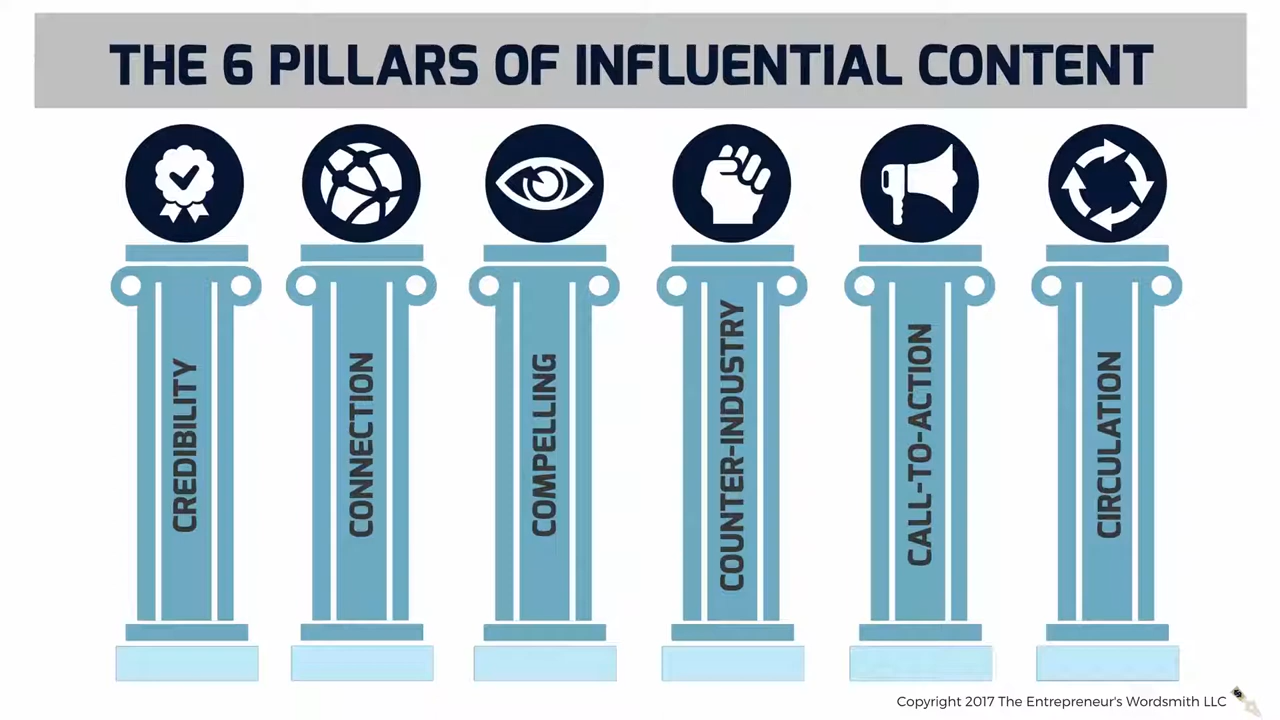 THE 6 PILLARS OF INFLUENTIAL CONTENT
CREDIBILITY
CONNECTION
COMPELLING
COUNTER-INDUSTRY
CALL-TO-ACTION
CIRCULATION
Copyright 2017 The Entrepreneur's Wordsmith LLC